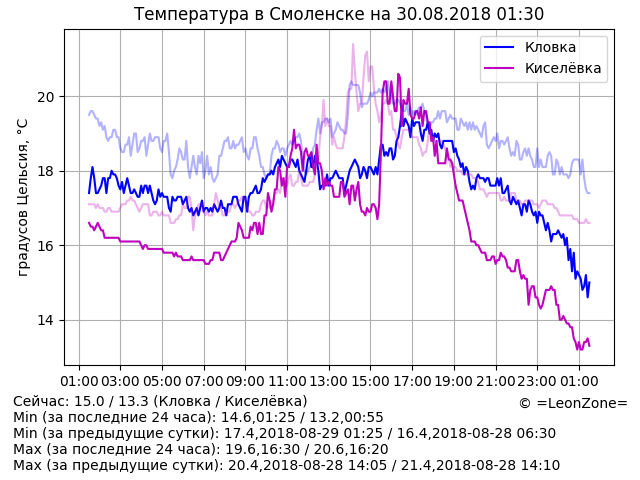 Температура в Смоленске на 30.08.2018 01:30
Кловка
Киселёвка
градусов Цельсия, °C
20
18
16
14
01:00 03:00 05:00 07:00 09:00 11:00 13:00 15:00 17:00 19:00 21:00 23:00 01:00
Сейчас: 15.0 / 13.3 (Кловка / Киселёвка)
© =LeonZone=
Min (за последние 24 часа): 14.6,01:25 / 13.2,00:55
Min (за предыдущие сутки): 17.4,2018-08-29 01:25 / 16.4,2018-08-28 06:30
Max (за последние 24 часа): 19.6,16:30 / 20.6,16:20
Max (за предыдущие сутки): 20.4,2018-08-28 14:05 / 21.4,2018-08-28 14:10